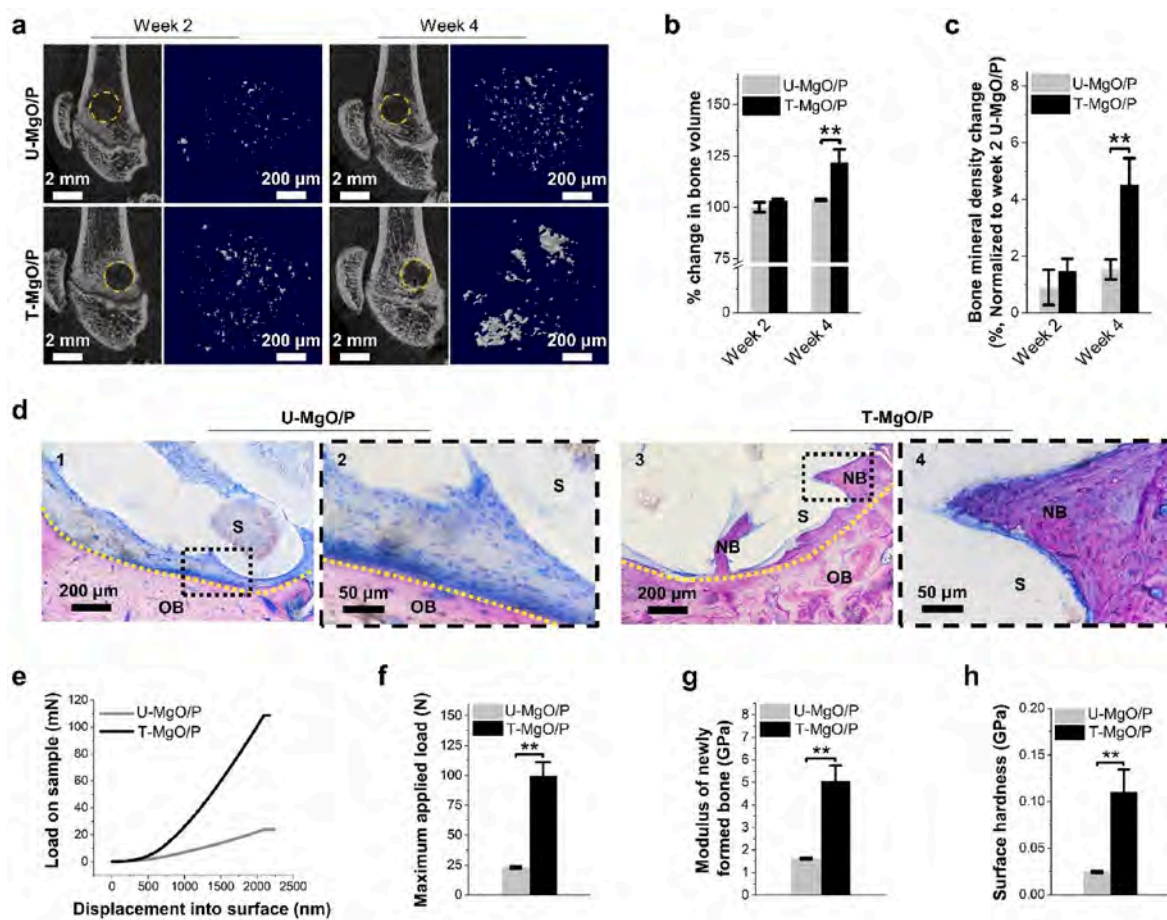 a
Week 2
Week 4
U-MgO/P
2 mm
200 µm
2 mm
200 µm
T-MgO/P
2 mm
200 µm
2 mm
200 µm
b
% change in bone volume
150
125
100
75
0
U-MgO/P
T-MgO/P
**
Week 2
Week 4
c
Bone mineral density change
(‰, Normalized to week 2 U-MgO/P)
8
6
4
2
0
U-MgO/P
T-MgO/P
**
Week 2
Week 4
d
U-MgO/P
T-MgO/P
1
S
OB
200 µm
2
S
50 µm
3
NB
S
NB
OB
200 µm
4
NB
S
50 µm
e
Load on sample (mN)
120
100
80
60
40
20
0
U-MgO/P
T-MgO/P
0 500 1000 1500 2000 2500
Displacement into surface (nm)
f
Maximum applied load (N)
150
125
100
75
50
25
0
U-MgO/P
T-MgO/P
**
g
Modulus of newly
formed bone (GPa)
8
7
6
5
4
3
2
1
0
U-MgO/P
T-MgO/P
**
h
Surface hardness (GPa)
0.20
0.15
0.10
0.05
0.00
U-MgO/P
T-MgO/P
**